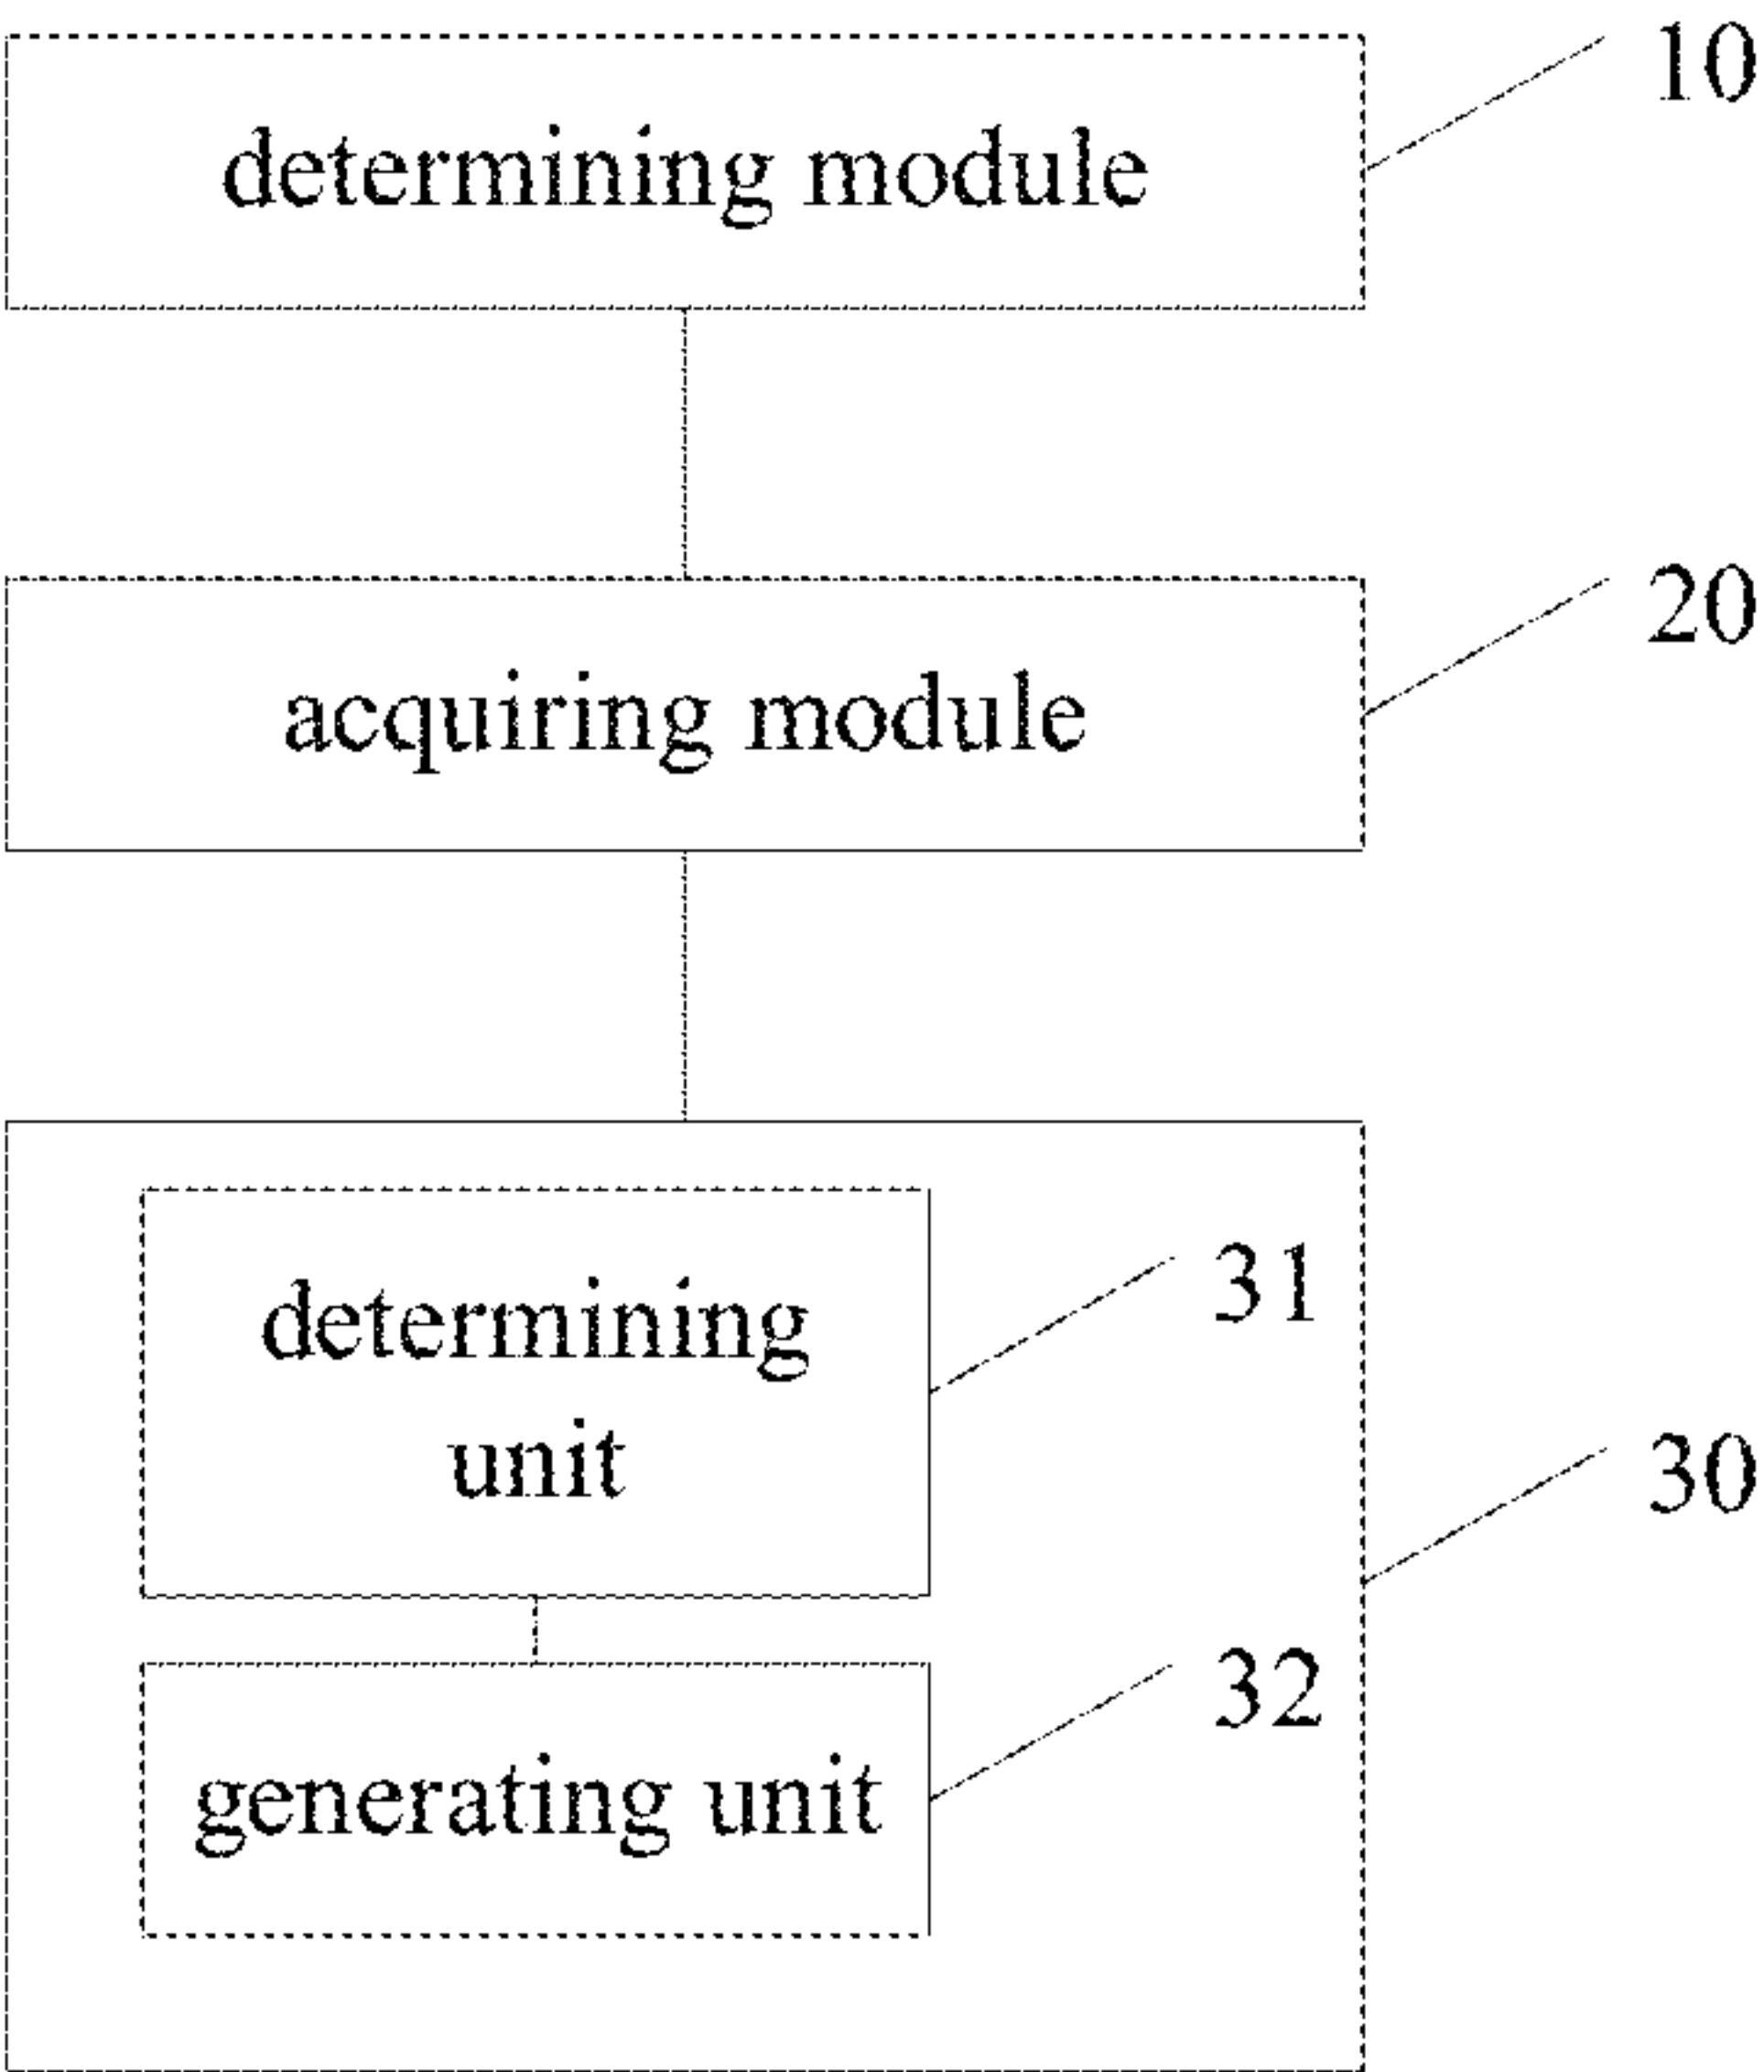 10
determining module
20
acquiring module
31
determining
unit
30
32
generating unit